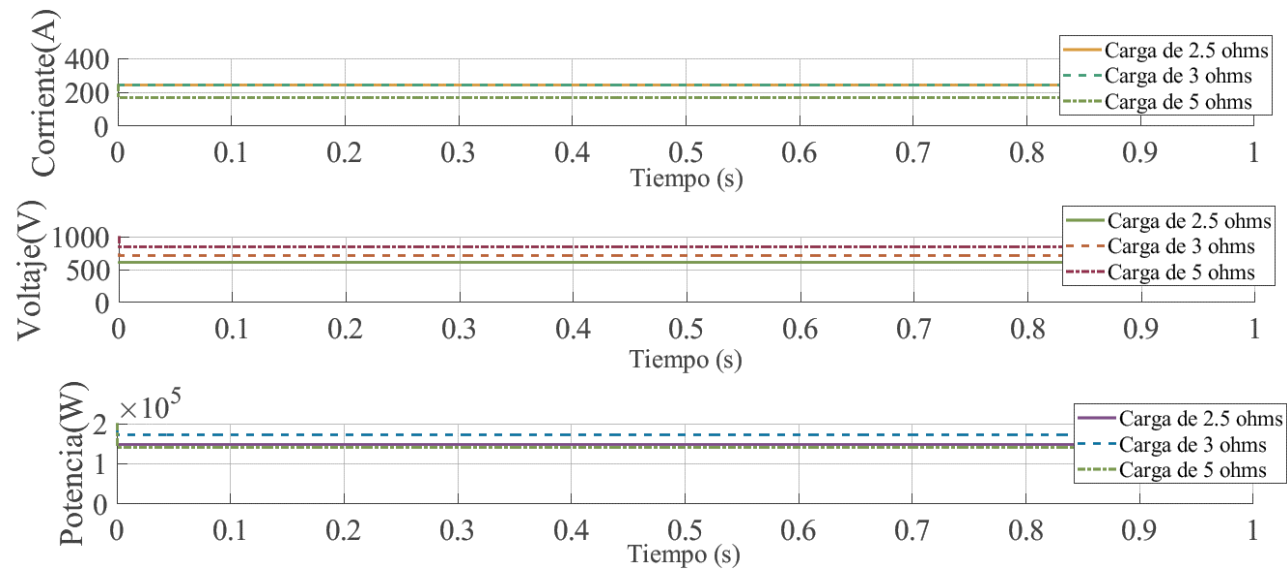 Corriente(A)
400
200
0
0 0.1 0.2 0.3 0.4 0.5 0.6 0.7 0.8 0.9 1
Tiempo (s)
Carga de 2.5 ohms
Carga de 3 ohms
Carga de 5 ohms
Voltaje(V)
1000
500
0
0 0.1 0.2 0.3 0.4 0.5 0.6 0.7 0.8 0.9 1
Tiempo (s)
Carga de 2.5 ohms
Carga de 3 ohms
Carga de 5 ohms
Potencia(W)
×10⁵
2
1
0
0 0.1 0.2 0.3 0.4 0.5 0.6 0.7 0.8 0.9 1
Tiempo (s)
Carga de 2.5 ohms
Carga de 3 ohms
Carga de 5 ohms